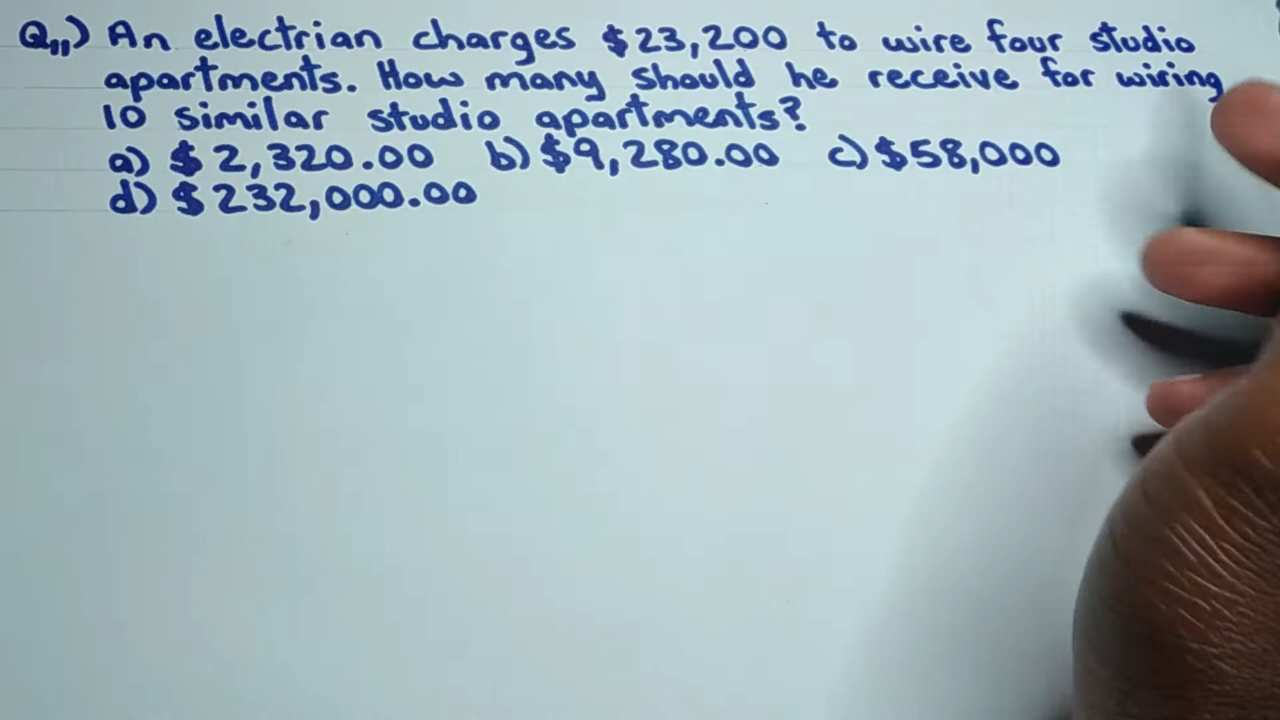 Q11) An electrian charges $23,200 to wire four studio
apartments. How many should he receive for wiring
10 similar studio apartments?
a) $2,320.00 b) $9,280.00 c) $58,000
d) $232,000.00